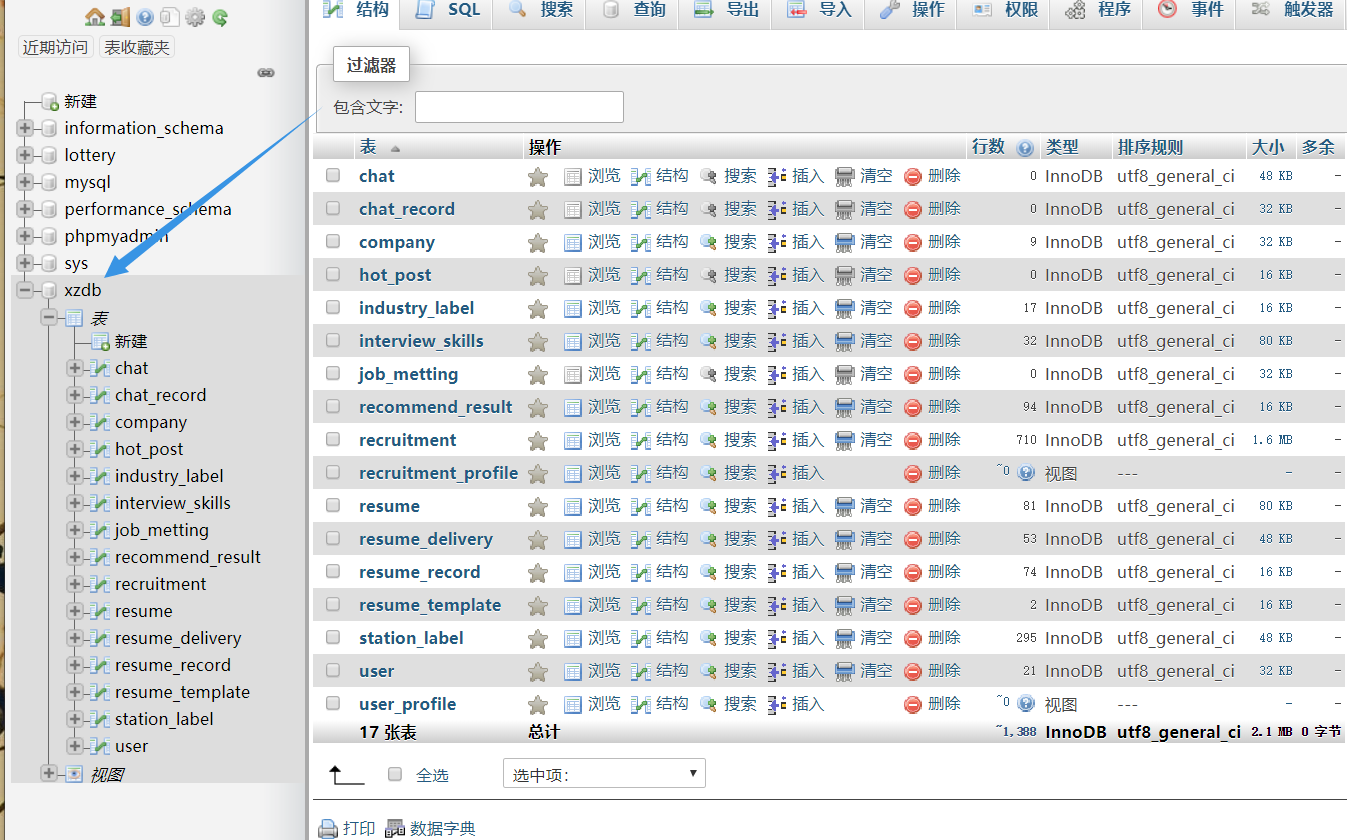 近期访问 表收藏夹
新建
information_schema
lottery
mysql
performance_schema
phpmyadmin
sys
xzdb
表
新建
chat
chat_record
company
hot_post
industry_label
interview_skills
job_metting
recommend_result
recruitment
resume
resume_delivery
resume_record
resume_template
station_label
user
视图
结构 SQL 搜索 查询 导出 导入 操作 权限 程序 事件 触发器
过滤器
包含文字:
表 操作 行数 类型 排序规则 大小 多余
chat 浏览 结构 搜索 插入 清空 删除 0 InnoDB utf8_general_ci 48 KB -
chat_record 浏览 结构 搜索 插入 清空 删除 0 InnoDB utf8_general_ci 32 KB -
company 浏览 结构 搜索 插入 清空 删除 9 InnoDB utf8_general_ci 32 KB -
hot_post 浏览 结构 搜索 插入 清空 删除 0 InnoDB utf8_general_ci 16 KB -
industry_label 浏览 结构 搜索 插入 清空 删除 17 InnoDB utf8_general_ci 16 KB -
interview_skills 浏览 结构 搜索 插入 清空 删除 32 InnoDB utf8_general_ci 80 KB -
job_metting 浏览 结构 搜索 插入 清空 删除 0 InnoDB utf8_general_ci 32 KB -
recommend_result 浏览 结构 搜索 插入 清空 删除 94 InnoDB utf8_general_ci 16 KB -
recruitment 浏览 结构 搜索 插入 清空 删除 710 InnoDB utf8_general_ci 1.6 MB -
recruitment_profile 浏览 结构 搜索 插入 删除 ~0 视图 --- - -
resume 浏览 结构 搜索 插入 清空 删除 81 InnoDB utf8_general_ci 80 KB -
resume_delivery 浏览 结构 搜索 插入 清空 删除 53 InnoDB utf8_general_ci 48 KB -
resume_record 浏览 结构 搜索 插入 清空 删除 74 InnoDB utf8_general_ci 16 KB -
resume_template 浏览 结构 搜索 插入 清空 删除 2 InnoDB utf8_general_ci 16 KB -
station_label 浏览 结构 搜索 插入 清空 删除 295 InnoDB utf8_general_ci 48 KB -
user 浏览 结构 搜索 插入 清空 删除 21 InnoDB utf8_general_ci 32 KB -
user_profile 浏览 结构 搜索 插入 删除 ~0 视图 --- - -
17 张表 总计 ~1,388 InnoDB utf8_general_ci 2.1 MB 0 字节
全选 选中项:
打印 数据字典